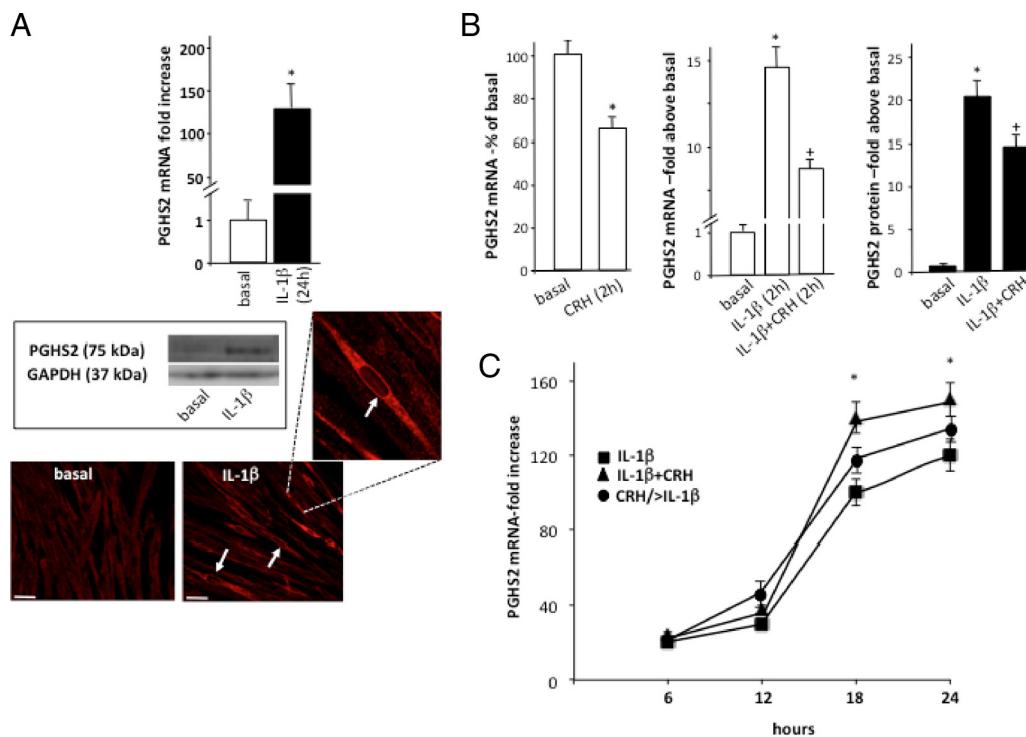 A
200
150
100
50
1
0
PGHS2 mRNA fold increase
*
basal
IL-1β
(24h)
PGHS2 (75 kDa)
GAPDH (37 kDa)
basal
IL-1β
basal
IL-1β
B
100
80
60
40
20
0
PGHS2 mRNA -% of basal
*
basal
CRH (2h)
15
10
1
0
PGHS2 mRNA –fold above basal
*
+
basal
IL-1β (2h)
IL-1β+CRH (2h)
25
20
15
10
5
0
PGHS2 protein –fold above basal
*
+
basal
IL-1β
IL-1β+CRH
C
160
120
80
40
0
PGHS2 mRNA-fold increase
IL-1β
IL-1β+CRH
CRH/>IL-1β
*
*
6
12
18
24
hours